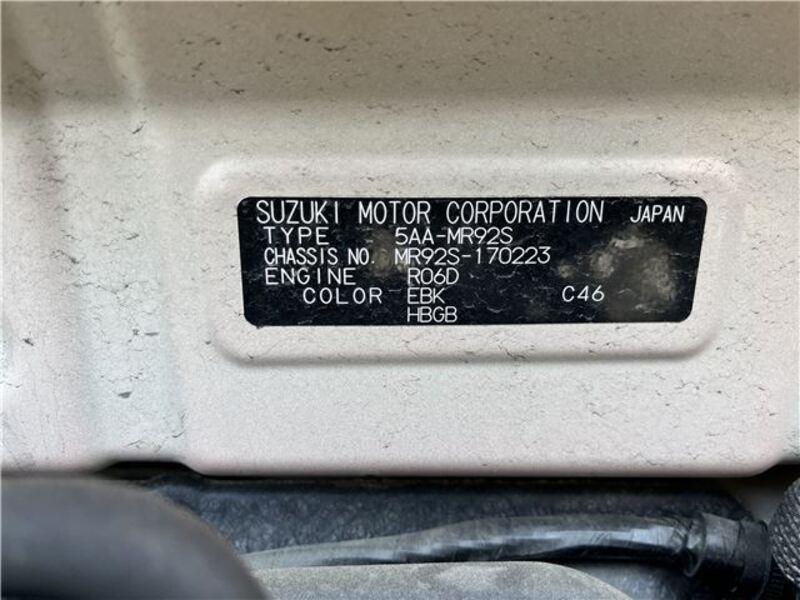 SUZUKI MOTOR CORPORATION JAPAN
TYPE 5AA-MR92S
CHASSIS NO. MR92S-170223
ENGINE R06D
COLOR EBK C46
HBGB